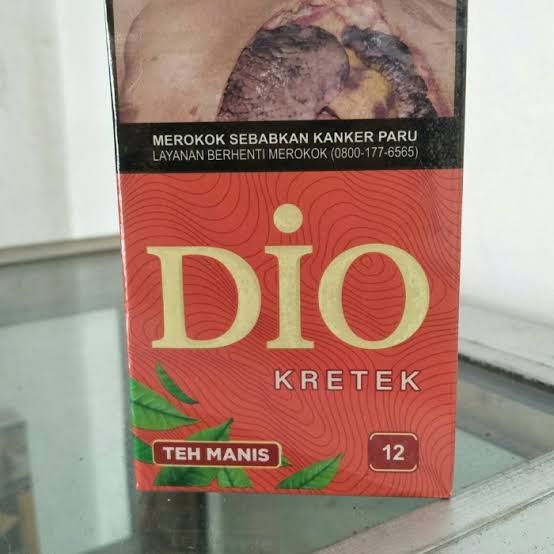 MEROKOK SEBABKAN KANKER PARU
LAYANAN BERHENTI MEROKOK (0800-177-6565)
DiO
KRETEK
TEH MANIS
12